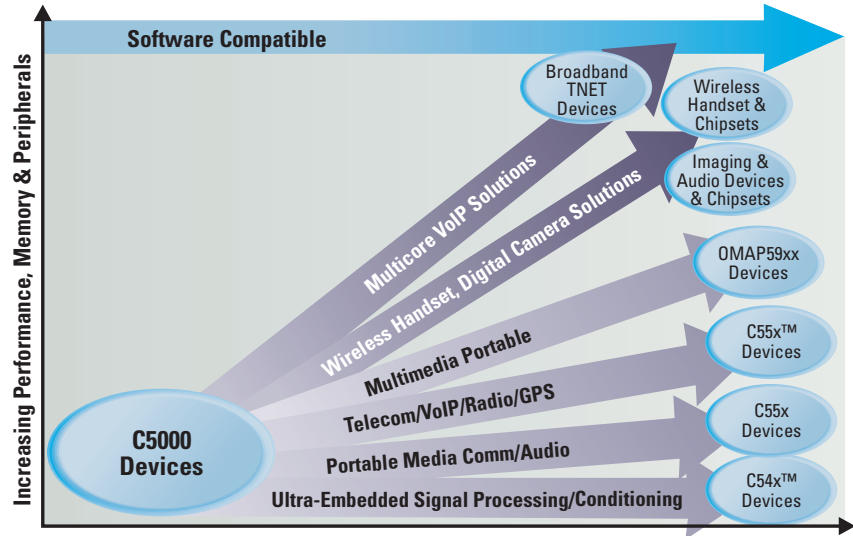 Software Compatible
Increasing Performance, Memory & Peripherals
Broadband
TNET
Devices
Wireless
Handset &
Chipsets
Imaging &
Audio Devices
& Chipsets
Multicore VoIP Solutions
Wireless Handset, Digital Camera Solutions
OMAP59xx
Devices
Multimedia Portable
C55x™
Devices
Telecom/VoIP/Radio/GPS
C5000
Devices
C55x
Devices
Portable Media Comm/Audio
C54x™
Devices
Ultra-Embedded Signal Processing/Conditioning